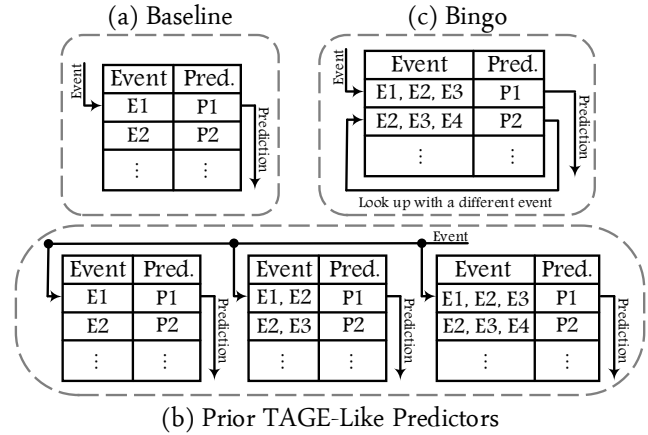 (a) Baseline
Event
Event Pred.
E1 P1
E2 P2
⋮ ⋮
Prediction
(c) Bingo
Event
Event Pred.
E1, E2, E3 P1
E2, E3, E4 P2
⋮ ⋮
Prediction
Look up with a different event
Event
Event Pred.
E1 P1
E2 P2
⋮ ⋮
Prediction
Event Pred.
E1, E2 P1
E2, E3 P2
⋮ ⋮
Prediction
Event Pred.
E1, E2, E3 P1
E2, E3, E4 P2
⋮ ⋮
Prediction
(b) Prior TAGE-Like Predictors